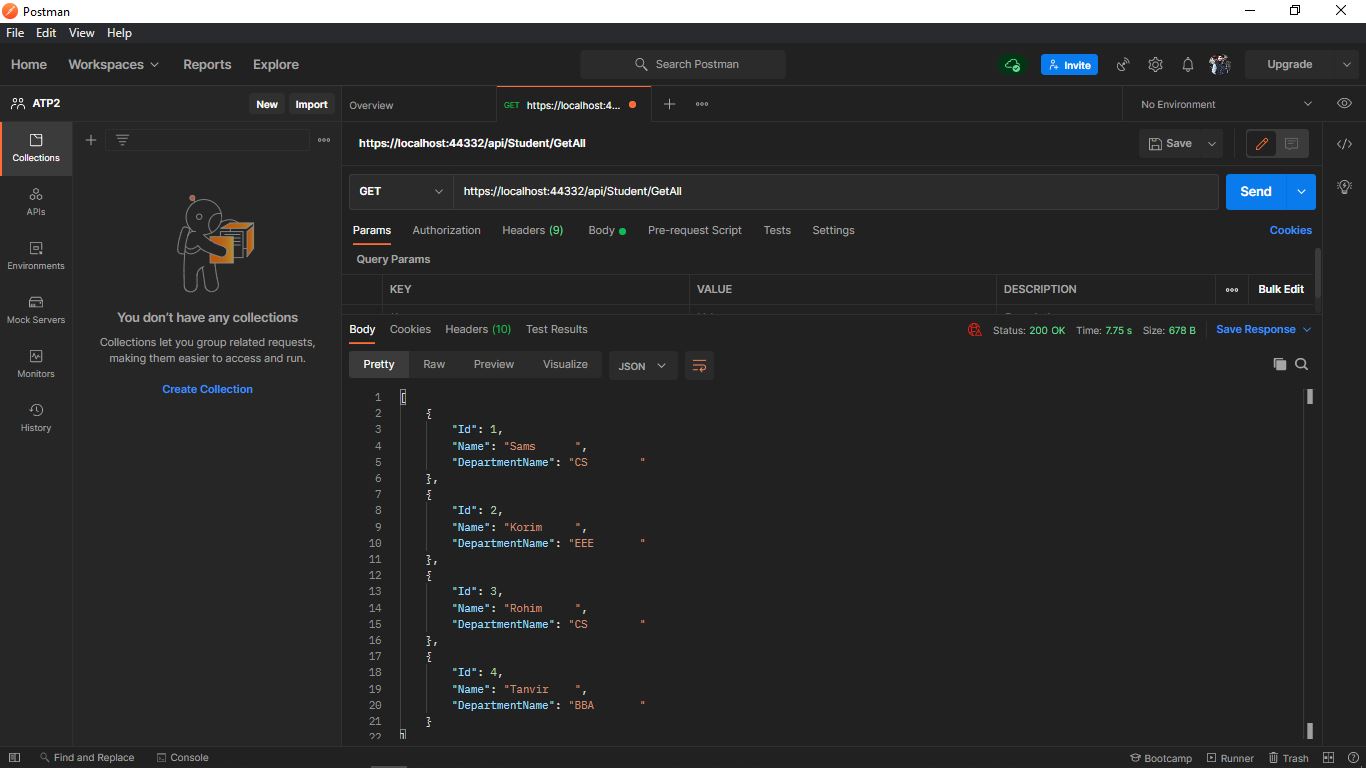 Postman
File Edit View Help
Home Workspaces Reports Explore Search Postman Invite Upgrade
ATP2 New Import Overview GET https://localhost:4... No Environment
https://localhost:44332/api/Student/GetAll Save
Collections
GET https://localhost:44332/api/Student/GetAll Send
APIs
Params Authorization Headers (9) Body Pre-request Script Tests Settings Cookies
Query Params
Environments
KEY VALUE DESCRIPTION Bulk Edit
Mock Servers
You don't have any collections
Collections let you group related requests,
making them easier to access and run.
Create Collection
Monitors
History
Body Cookies Headers (10) Test Results Status: 200 OK Time: 7.75 s Size: 678 B Save Response
Pretty Raw Preview Visualize JSON
1 [
2 {
3 "Id": 1,
4 "Name": "Sams      ",
5 "DepartmentName": "CS        "
6 },
7 {
8 "Id": 2,
9 "Name": "Korim     ",
10 "DepartmentName": "EEE       "
11 },
12 {
13 "Id": 3,
14 "Name": "Rohim     ",
15 "DepartmentName": "CS        "
16 },
17 {
18 "Id": 4,
19 "Name": "Tanvir    ",
20 "DepartmentName": "BBA       "
21 }
22 ]
Find and Replace Console Bootcamp Runner Trash